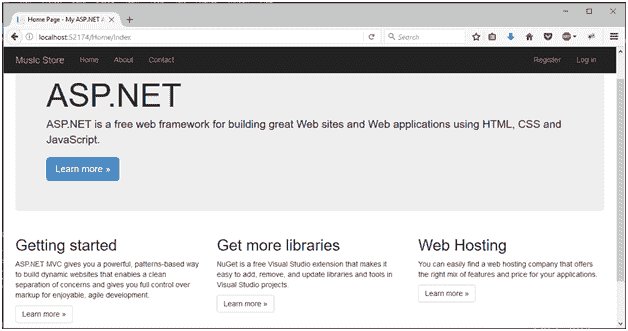 Home Page - My ASP.NET A
localhost:52174/Home/Index
Search
Music Store Home About Contact Register Log in
ASP.NET
ASP.NET is a free web framework for building great Web sites and Web applications using HTML, CSS and
JavaScript.
Learn more »
Getting started
ASP.NET MVC gives you a powerful, patterns-based way
to build dynamic websites that enables a clean
separation of concerns and gives you full control over
markup for enjoyable, agile development.
Learn more »
Get more libraries
NuGet is a free Visual Studio extension that makes it
easy to add, remove, and update libraries and tools in
Visual Studio projects.
Learn more »
Web Hosting
You can easily find a web hosting company that offers
the right mix of features and price for your applications.
Learn more »